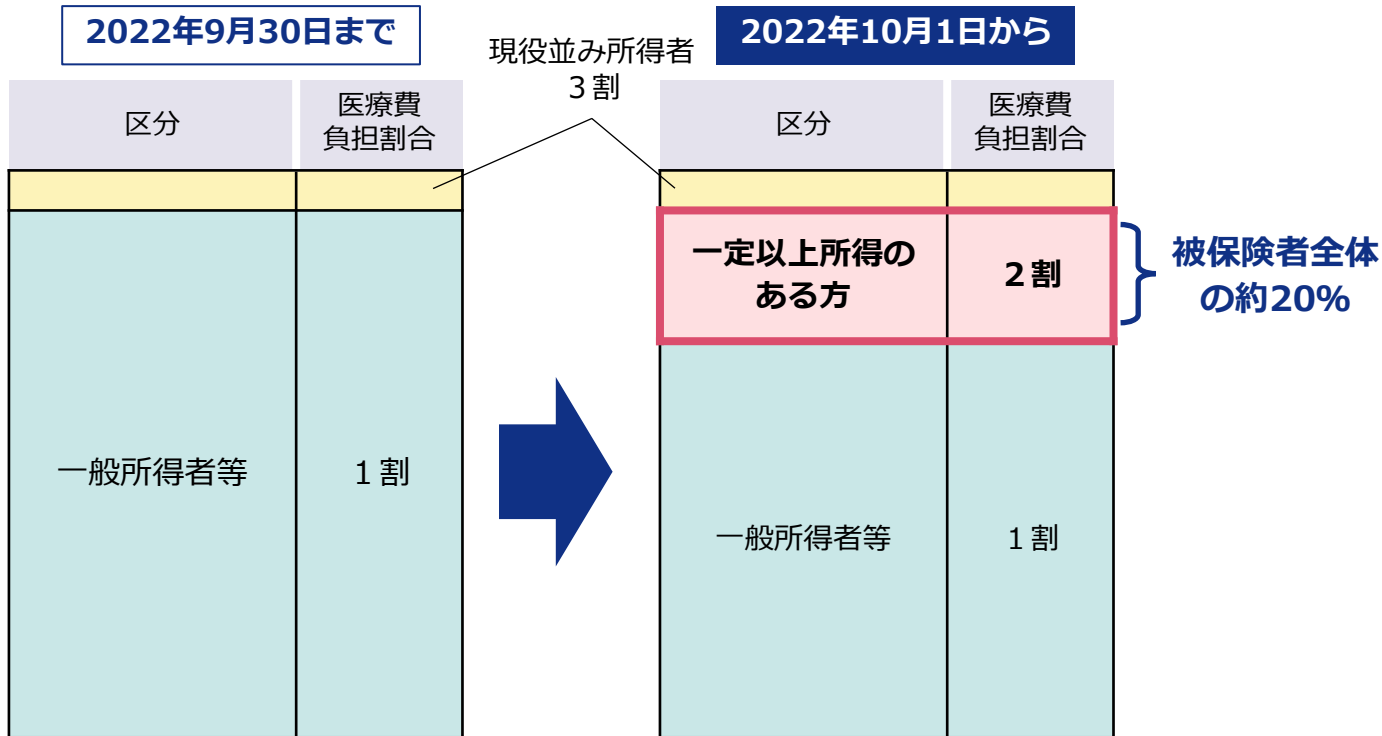 2022年9月30日まで
現役並み所得者
３割
2022年10月1日から
区分
医療費
負担割合
一般所得者等
１割
区分
医療費
負担割合
一定以上所得の
ある方
２割
被保険者全体
の約20%
一般所得者等
１割